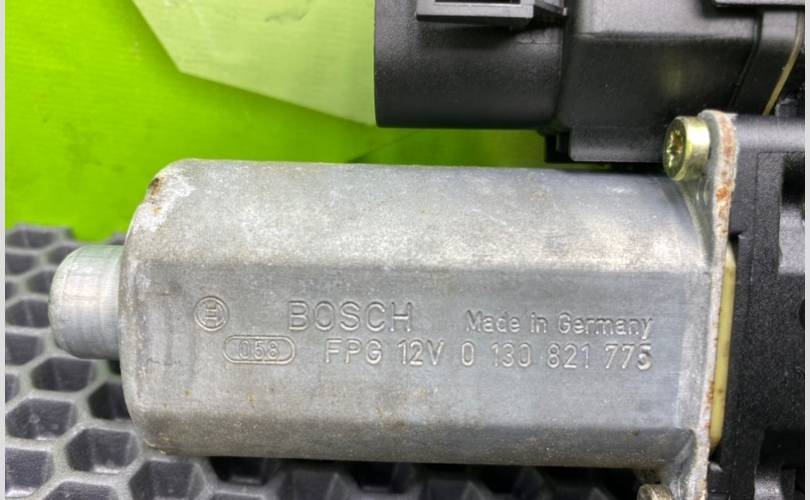 BOSCH Made in Germany
058 FPG 12V 0 130 821 775